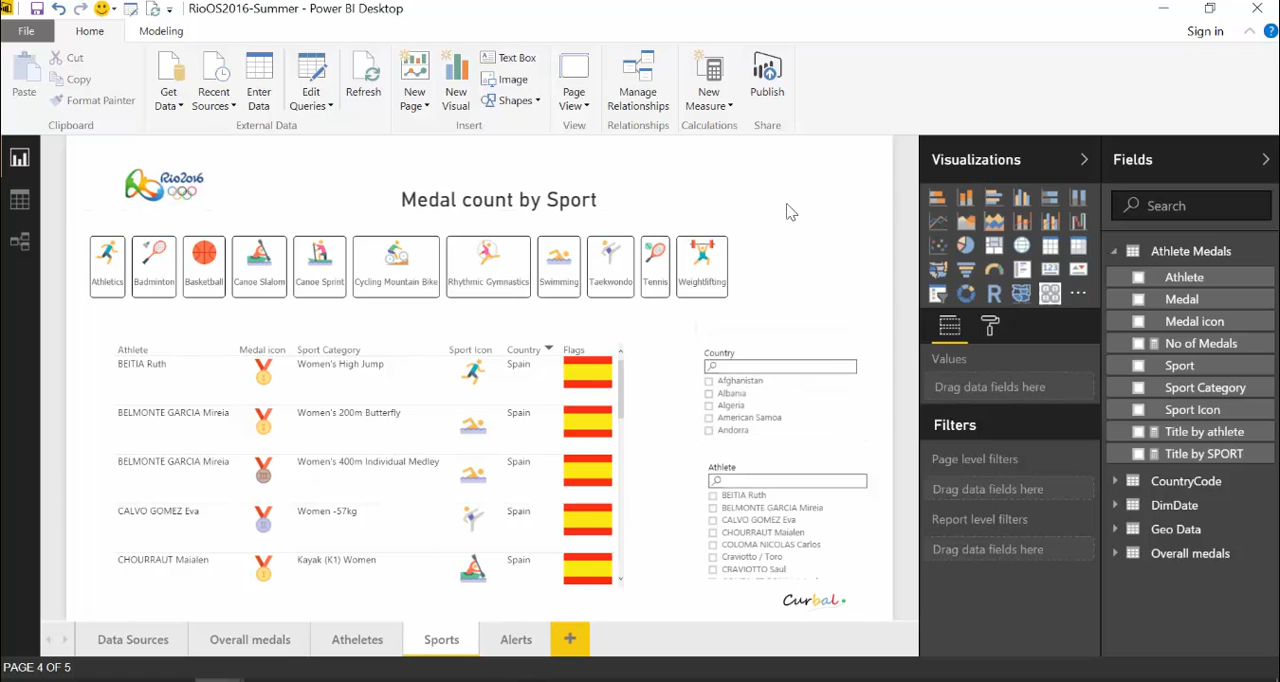 RioOS2016-Summer - Power BI Desktop
File Home Modeling Sign in
Paste
Cut
Copy
Format Painter
Get Data
Recent Sources
Enter Data
Edit Queries
Refresh
New Page
New Visual
Text Box
Image
Shapes
Page View
Manage Relationships
New Measure
Publish
Clipboard External Data Insert View Relationships Calculations Share
Rio2016
Medal count by Sport
Athletics Badminton Basketball Canoe Slalom Canoe Sprint Cycling Mountain Bike Rhythmic Gymnastics Swimming Taekwondo Tennis Weightlifting
Athlete Medal icon Sport Category Sport Icon Country Flags
BEITIA Ruth Women's High Jump Spain
BELMONTE GARCIA Mireia Women's 200m Butterfly Spain
BELMONTE GARCIA Mireia Women's 400m Individual Medley Spain
CALVO GOMEZ Eva Women -57kg Spain
CHOURRAUT Maialen Kayak (K1) Women Spain
Country
Afghanistan
Albania
Algeria
American Samoa
Andorra
Athlete
BEITIA Ruth
BELMONTE GARCIA Mireia
CALVO GOMEZ Eva
CHOURRAUT Maialen
COLOMA NICOLAS Carlos
Craviotto / Toro
CRAVIOTTO Saul
Curbal
Visualizations
Values
Drag data fields here
Filters
Page level filters
Drag data fields here
Report level filters
Drag data fields here
Fields
Search
Athlete Medals
Athlete
Medal
Medal icon
No of Medals
Sport
Sport Category
Sport Icon
Title by athlete
Title by SPORT
CountryCode
DimDate
Geo Data
Overall medals
Data Sources Overall medals Atheletes Sports Alerts
PAGE 4 OF 5